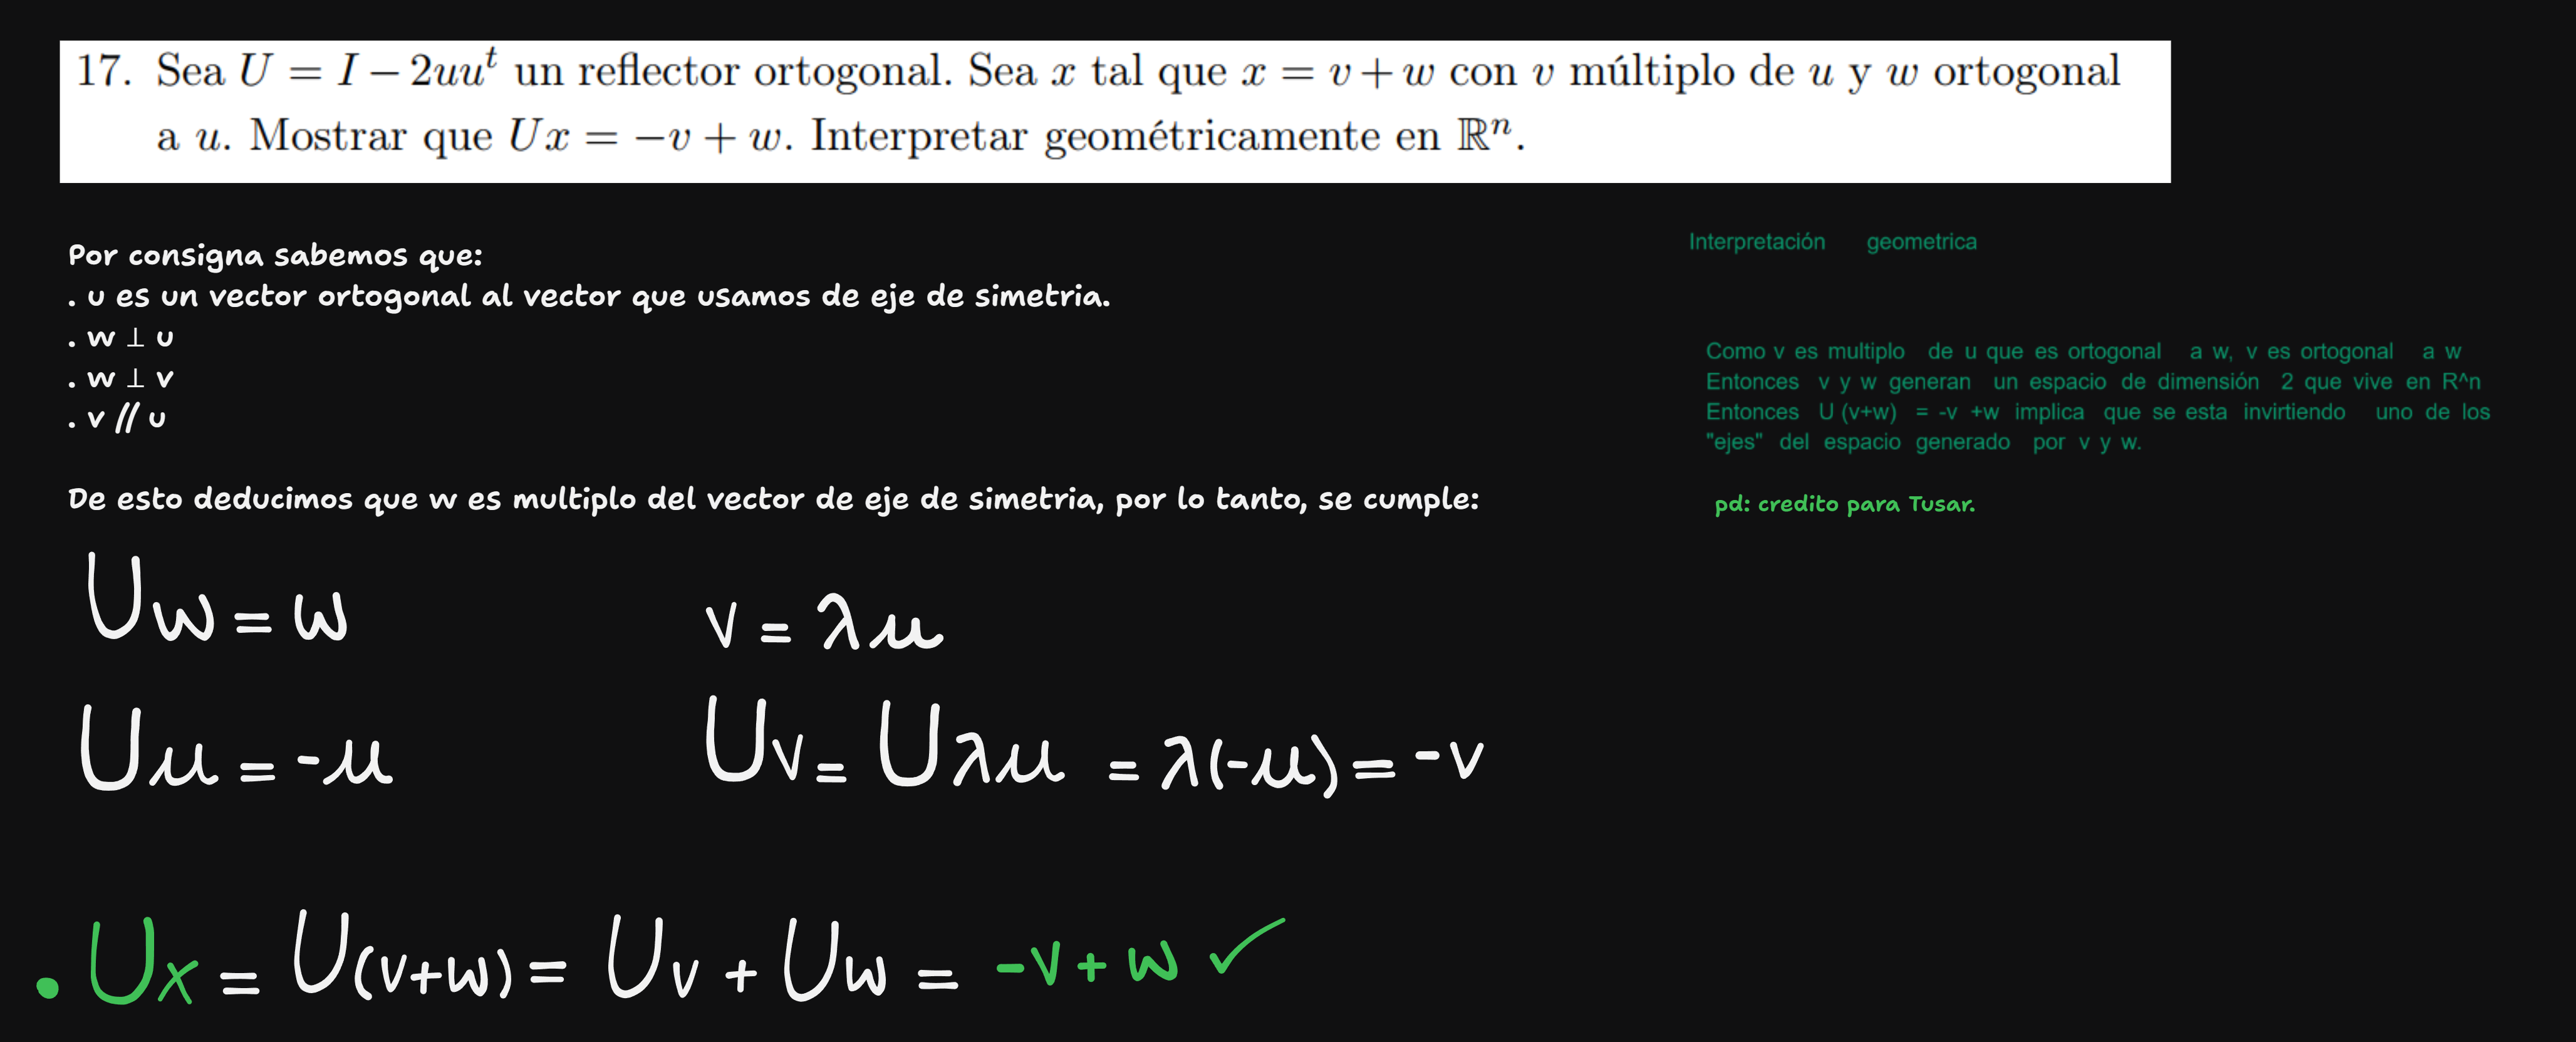 17. Sea U = I − 2uuᵗ un reflector ortogonal. Sea x tal que x = v + w con v múltiplo de u y w ortogonal
a u. Mostrar que Ux = −v + w. Interpretar geométricamente en ℝⁿ.
Por consigna sabemos que:
. u es un vector ortogonal al vector que usamos de eje de simetria.
. w ⊥ u
. w ⊥ v
. v // u
De esto deducimos que w es multiplo del vector de eje de simetria, por lo tanto, se cumple:
Uw = w
v = λu
Uu = -u
Uv = Uλu = λ(-u) = -v
• Ux = U(v+w) = Uv + Uw = -v + w ✓
Interpretación geometrica
Como v es multiplo de u que es ortogonal a w, v es ortogonal a w
Entonces v y w generan un espacio de dimensión 2 que vive en R^n
Entonces U (v+w) = -v +w implica que se esta invirtiendo uno de los
"ejes" del espacio generado por v y w.
pd: credito para Tusar.